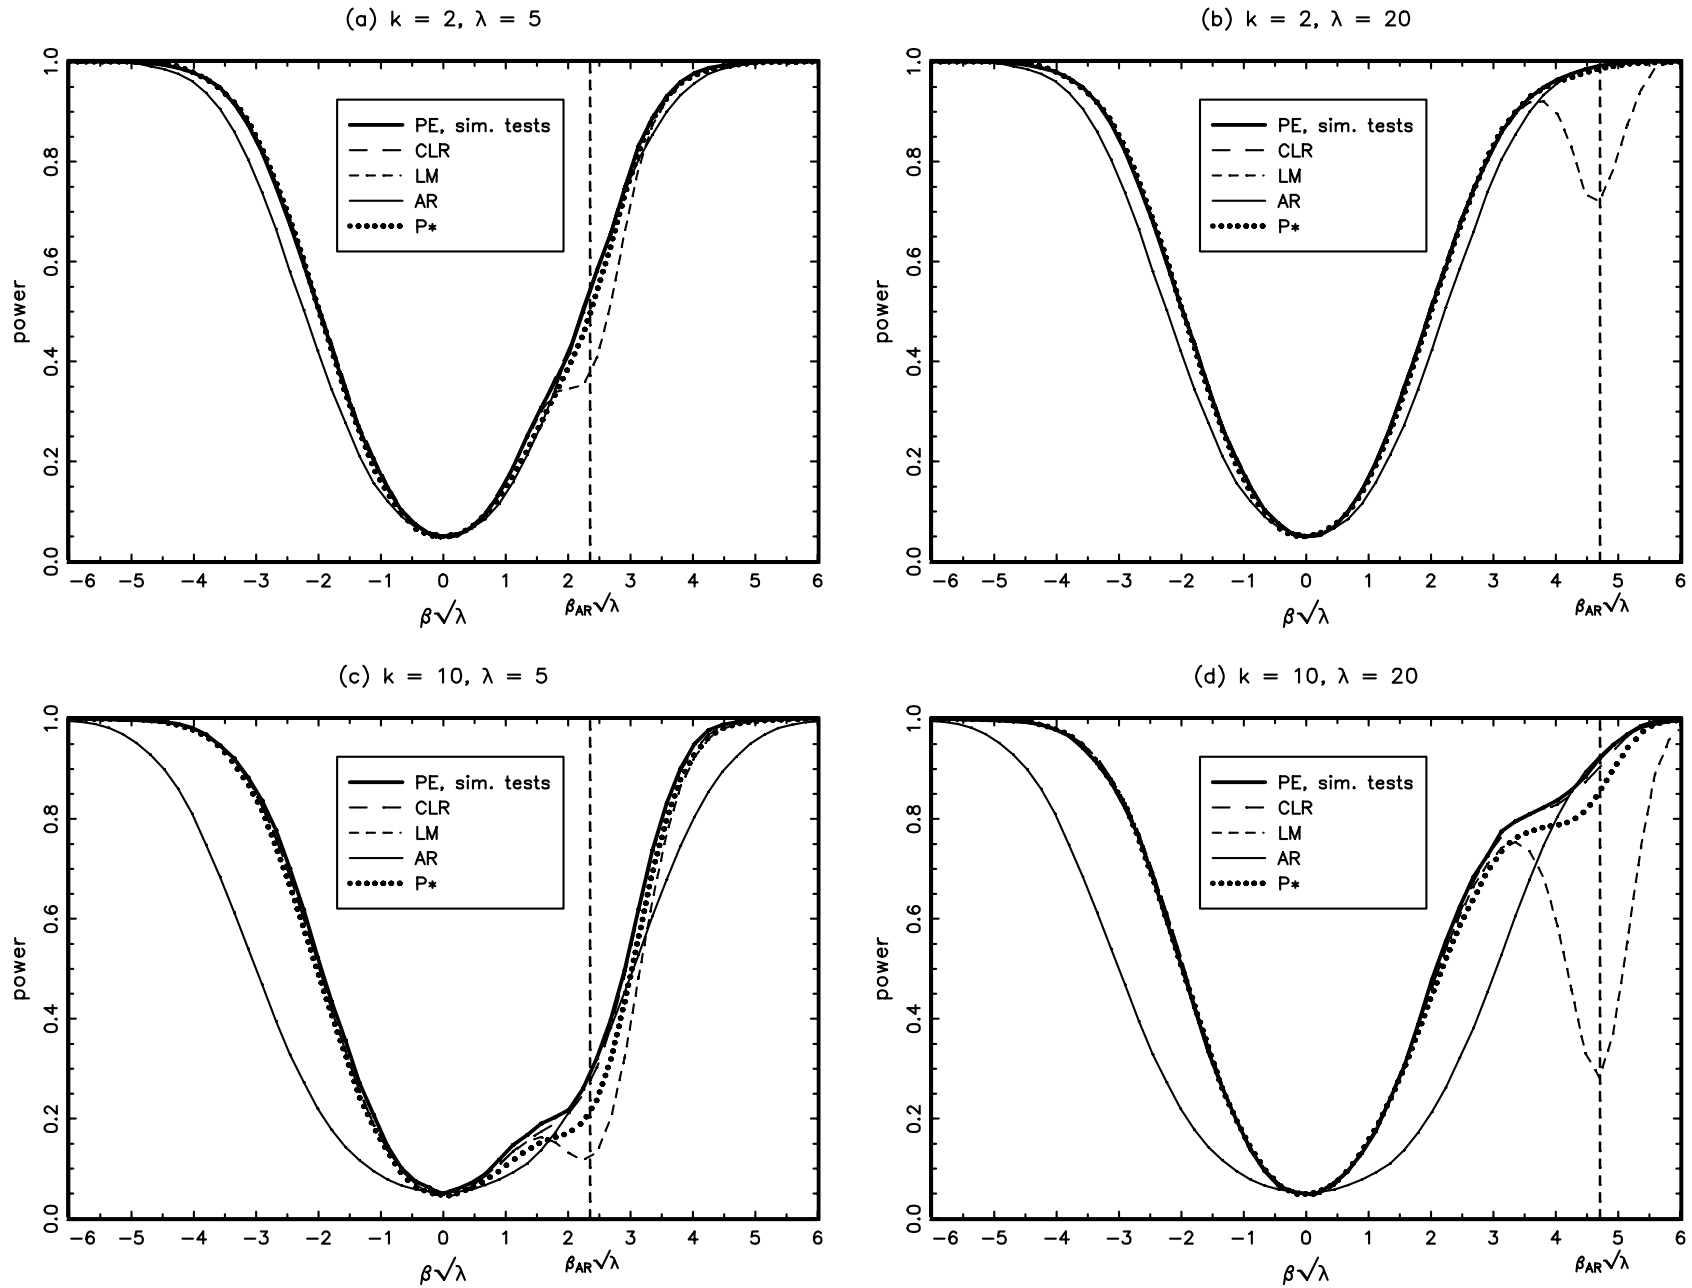 (a) k = 2, λ = 5
power
0.0 0.2 0.4 0.6 0.8 1.0
PE, sim. tests
CLR
LM
AR
P*
−6 −5 −4 −3 −2 −1 0 1 2 3 4 5 6
β√λ β_AR√λ
(b) k = 2, λ = 20
power
0.0 0.2 0.4 0.6 0.8 1.0
PE, sim. tests
CLR
LM
AR
P*
−6 −5 −4 −3 −2 −1 0 1 2 3 4 5 6
β√λ β_AR√λ
(c) k = 10, λ = 5
power
0.0 0.2 0.4 0.6 0.8 1.0
PE, sim. tests
CLR
LM
AR
P*
−6 −5 −4 −3 −2 −1 0 1 2 3 4 5 6
β√λ β_AR√λ
(d) k = 10, λ = 20
power
0.0 0.2 0.4 0.6 0.8 1.0
PE, sim. tests
CLR
LM
AR
P*
−6 −5 −4 −3 −2 −1 0 1 2 3 4 5 6
β√λ β_AR√λ